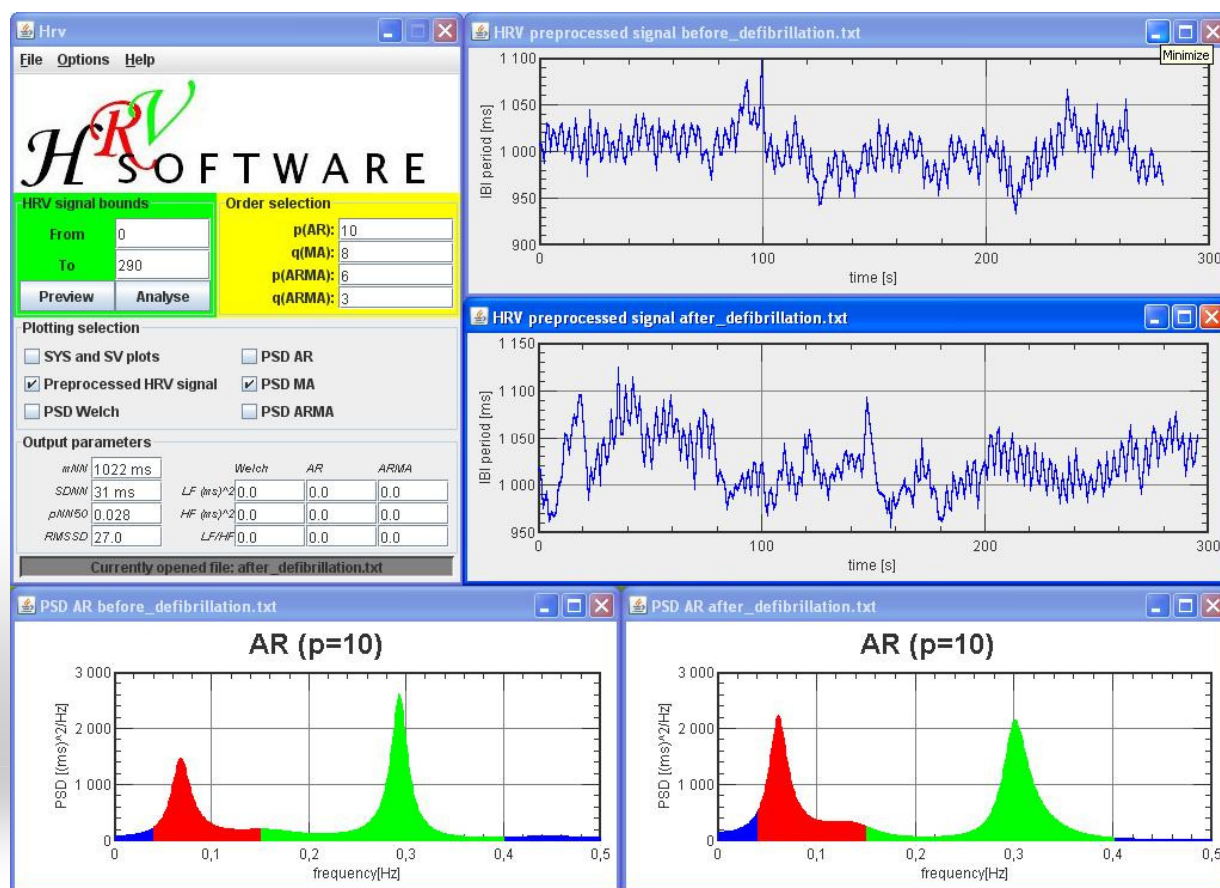 Hrv
File Options Help
HRV
SOFTWARE
HRV signal bounds
From 0
To 290
Preview Analyse
Order selection
p(AR): 10
q(MA): 8
p(ARMA): 6
q(ARMA): 3
Plotting selection
SYS and SV plots PSD AR
Preprocessed HRV signal PSD MA
PSD Welch PSD ARMA
Output parameters
mNN 1022 ms Welch AR ARMA
SDNN 31 ms LF (ms)^2 0.0 0.0 0.0
pNN50 0.028 HF (ms)^2 0.0 0.0 0.0
RMSSD 27.0 LF/HF 0.0 0.0 0.0
Currently opened file: after_defibrillation.txt
HRV preprocessed signal before_defibrillation.txt
Minimize
1 100
1 050
1 000
950
900
IBI period [ms]
0 100 200 300
time [s]
HRV preprocessed signal after_defibrillation.txt
1 150
1 100
1 050
1 000
950
IBI period [ms]
0 100 200 300
time [s]
PSD AR before_defibrillation.txt
AR (p=10)
3 000
2 000
1 000
0
PSD [(ms)^2/Hz]
0 0,1 0,2 0,3 0,4 0,5
frequency[Hz]
PSD AR after_defibrillation.txt
AR (p=10)
3 000
2 000
1 000
0
PSD [(ms)^2/Hz]
0 0,1 0,2 0,3 0,4 0,5
frequency[Hz]